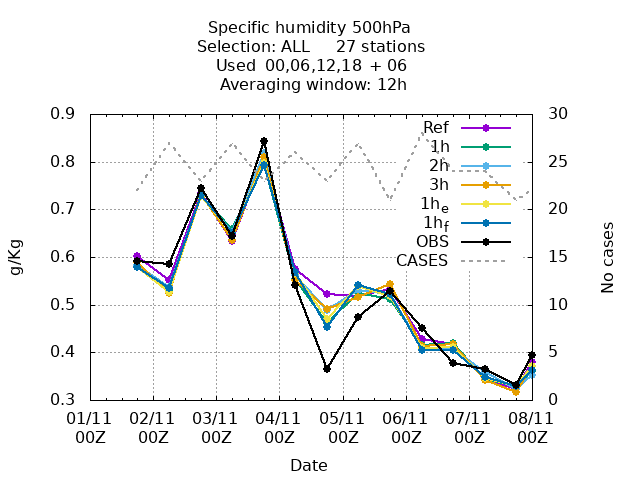 Specific humidity 500hPa
Selection: ALL 27 stations
Used 00,06,12,18 + 06
Averaging window: 12h
0.9
0.8
0.7
0.6
0.5
0.4
0.3
g/Kg
30
25
20
15
10
5
0
No cases
Ref
1h
2h
3h
1he
1hf
OBS
CASES
01/11 02/11 03/11 04/11 05/11 06/11 07/11 08/11
00Z 00Z 00Z 00Z 00Z 00Z 00Z 00Z
Date